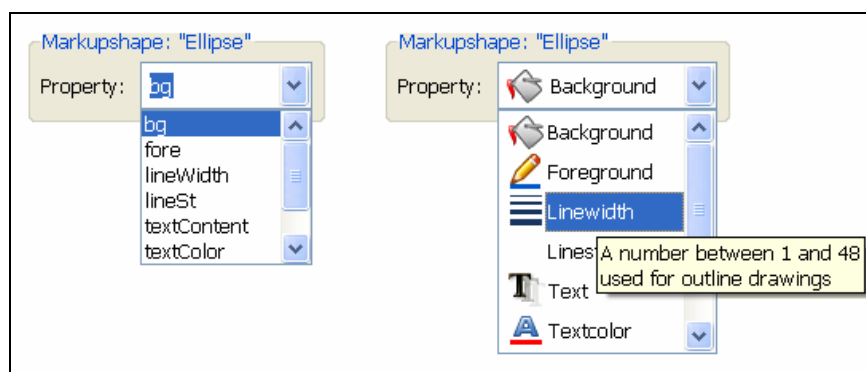 Markupshape: "Ellipse"
Property: bg
bg
fore
lineWidth
lineSt
textContent
textColor
Markupshape: "Ellipse"
Property: Background
Background
Foreground
Linewidth
Lines
A number between 1 and 48
used for outline drawings
Text
Textcolor